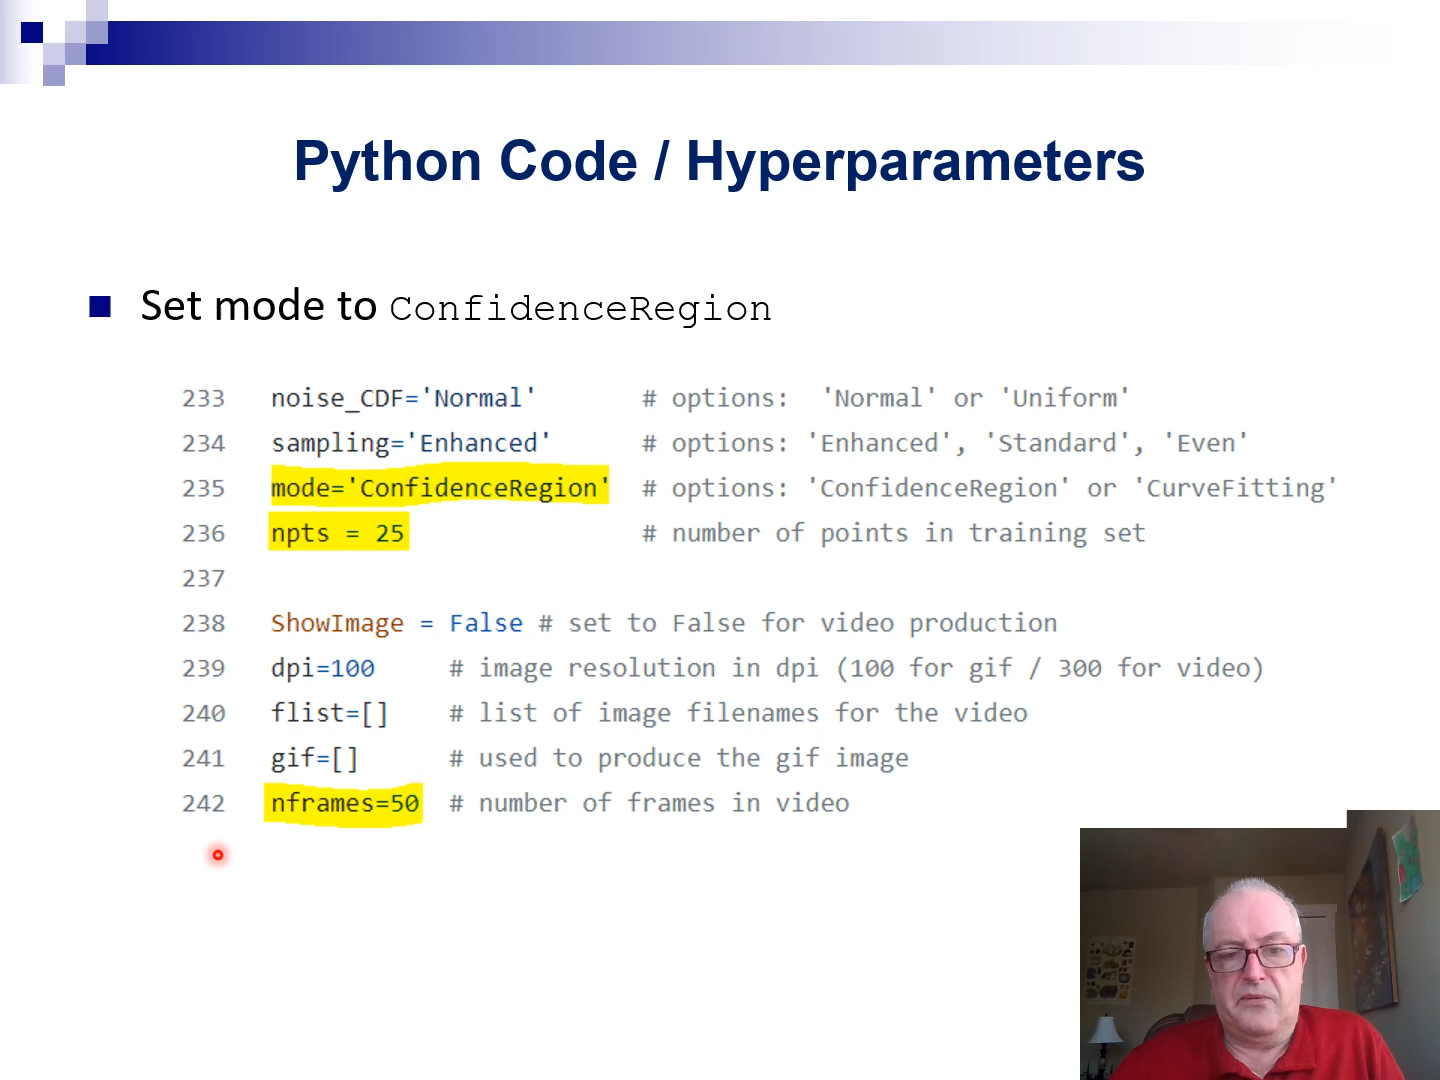 Python Code / Hyperparameters
Set mode to ConfidenceRegion
233 noise_CDF='Normal' # options: 'Normal' or 'Uniform'
234 sampling='Enhanced' # options: 'Enhanced', 'Standard', 'Even'
235 mode='ConfidenceRegion' # options: 'ConfidenceRegion' or 'CurveFitting'
236 npts = 25 # number of points in training set
237
238 ShowImage = False # set to False for video production
239 dpi=100 # image resolution in dpi (100 for gif / 300 for video)
240 flist=[] # list of image filenames for the video
241 gif=[] # used to produce the gif image
242 nframes=50 # number of frames in video